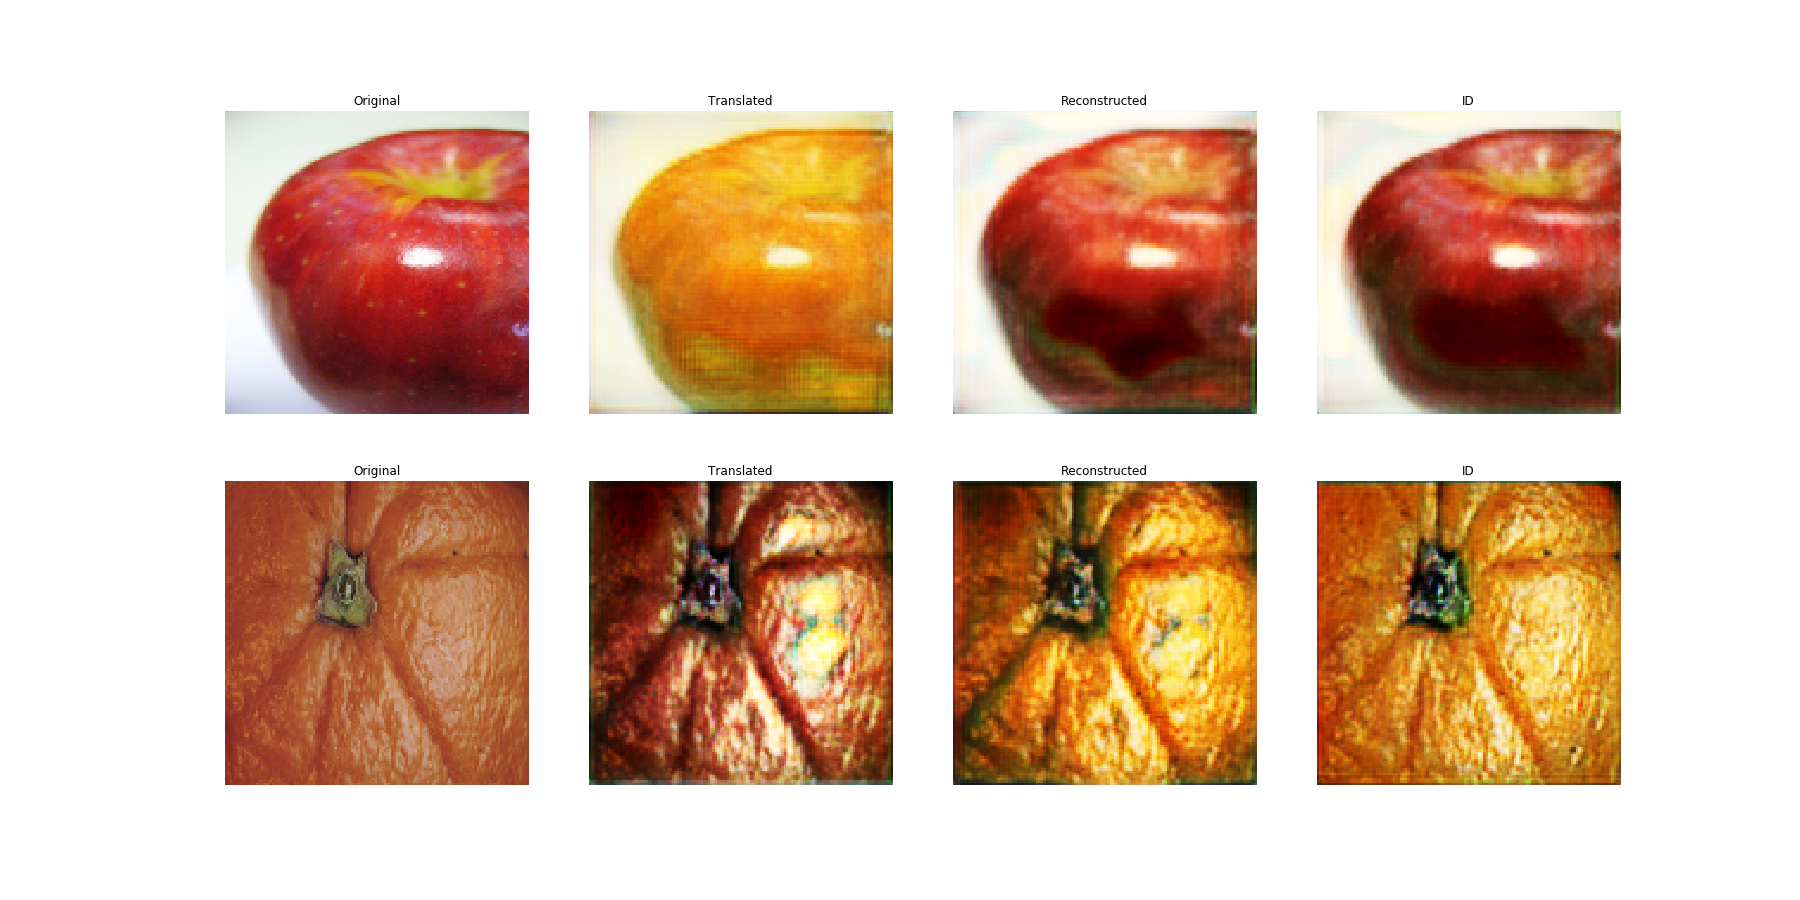 Original
Translated
Reconstructed
ID
Original
Translated
Reconstructed
ID